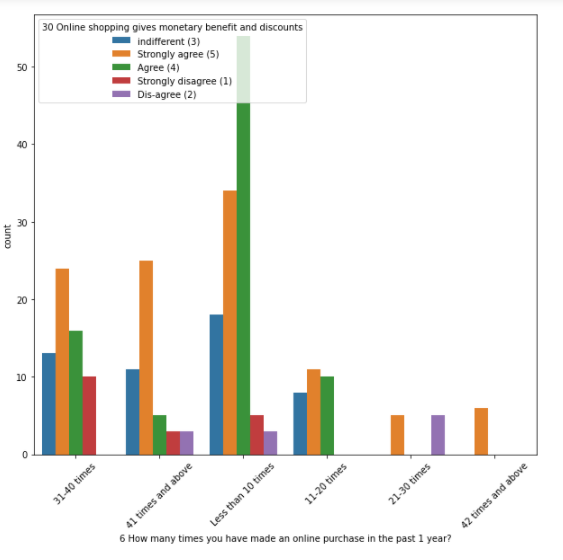 30 Online shopping gives monetary benefit and discounts
indifferent (3)
Strongly agree (5)
Agree (4)
Strongly disagree (1)
Dis-agree (2)
50
40
30
20
10
0
count
31-40 times
41 times and above
Less than 10 times
11-20 times
21-30 times
42 times and above
6 How many times you have made an online purchase in the past 1 year?